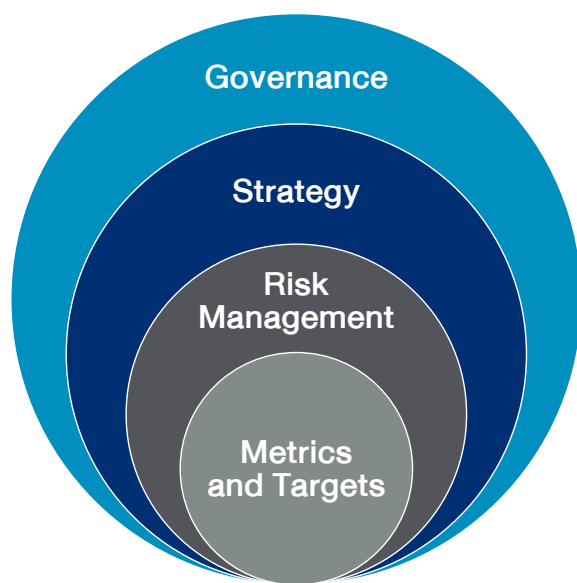 Governance
Strategy
Risk
Management
Metrics
and Targets